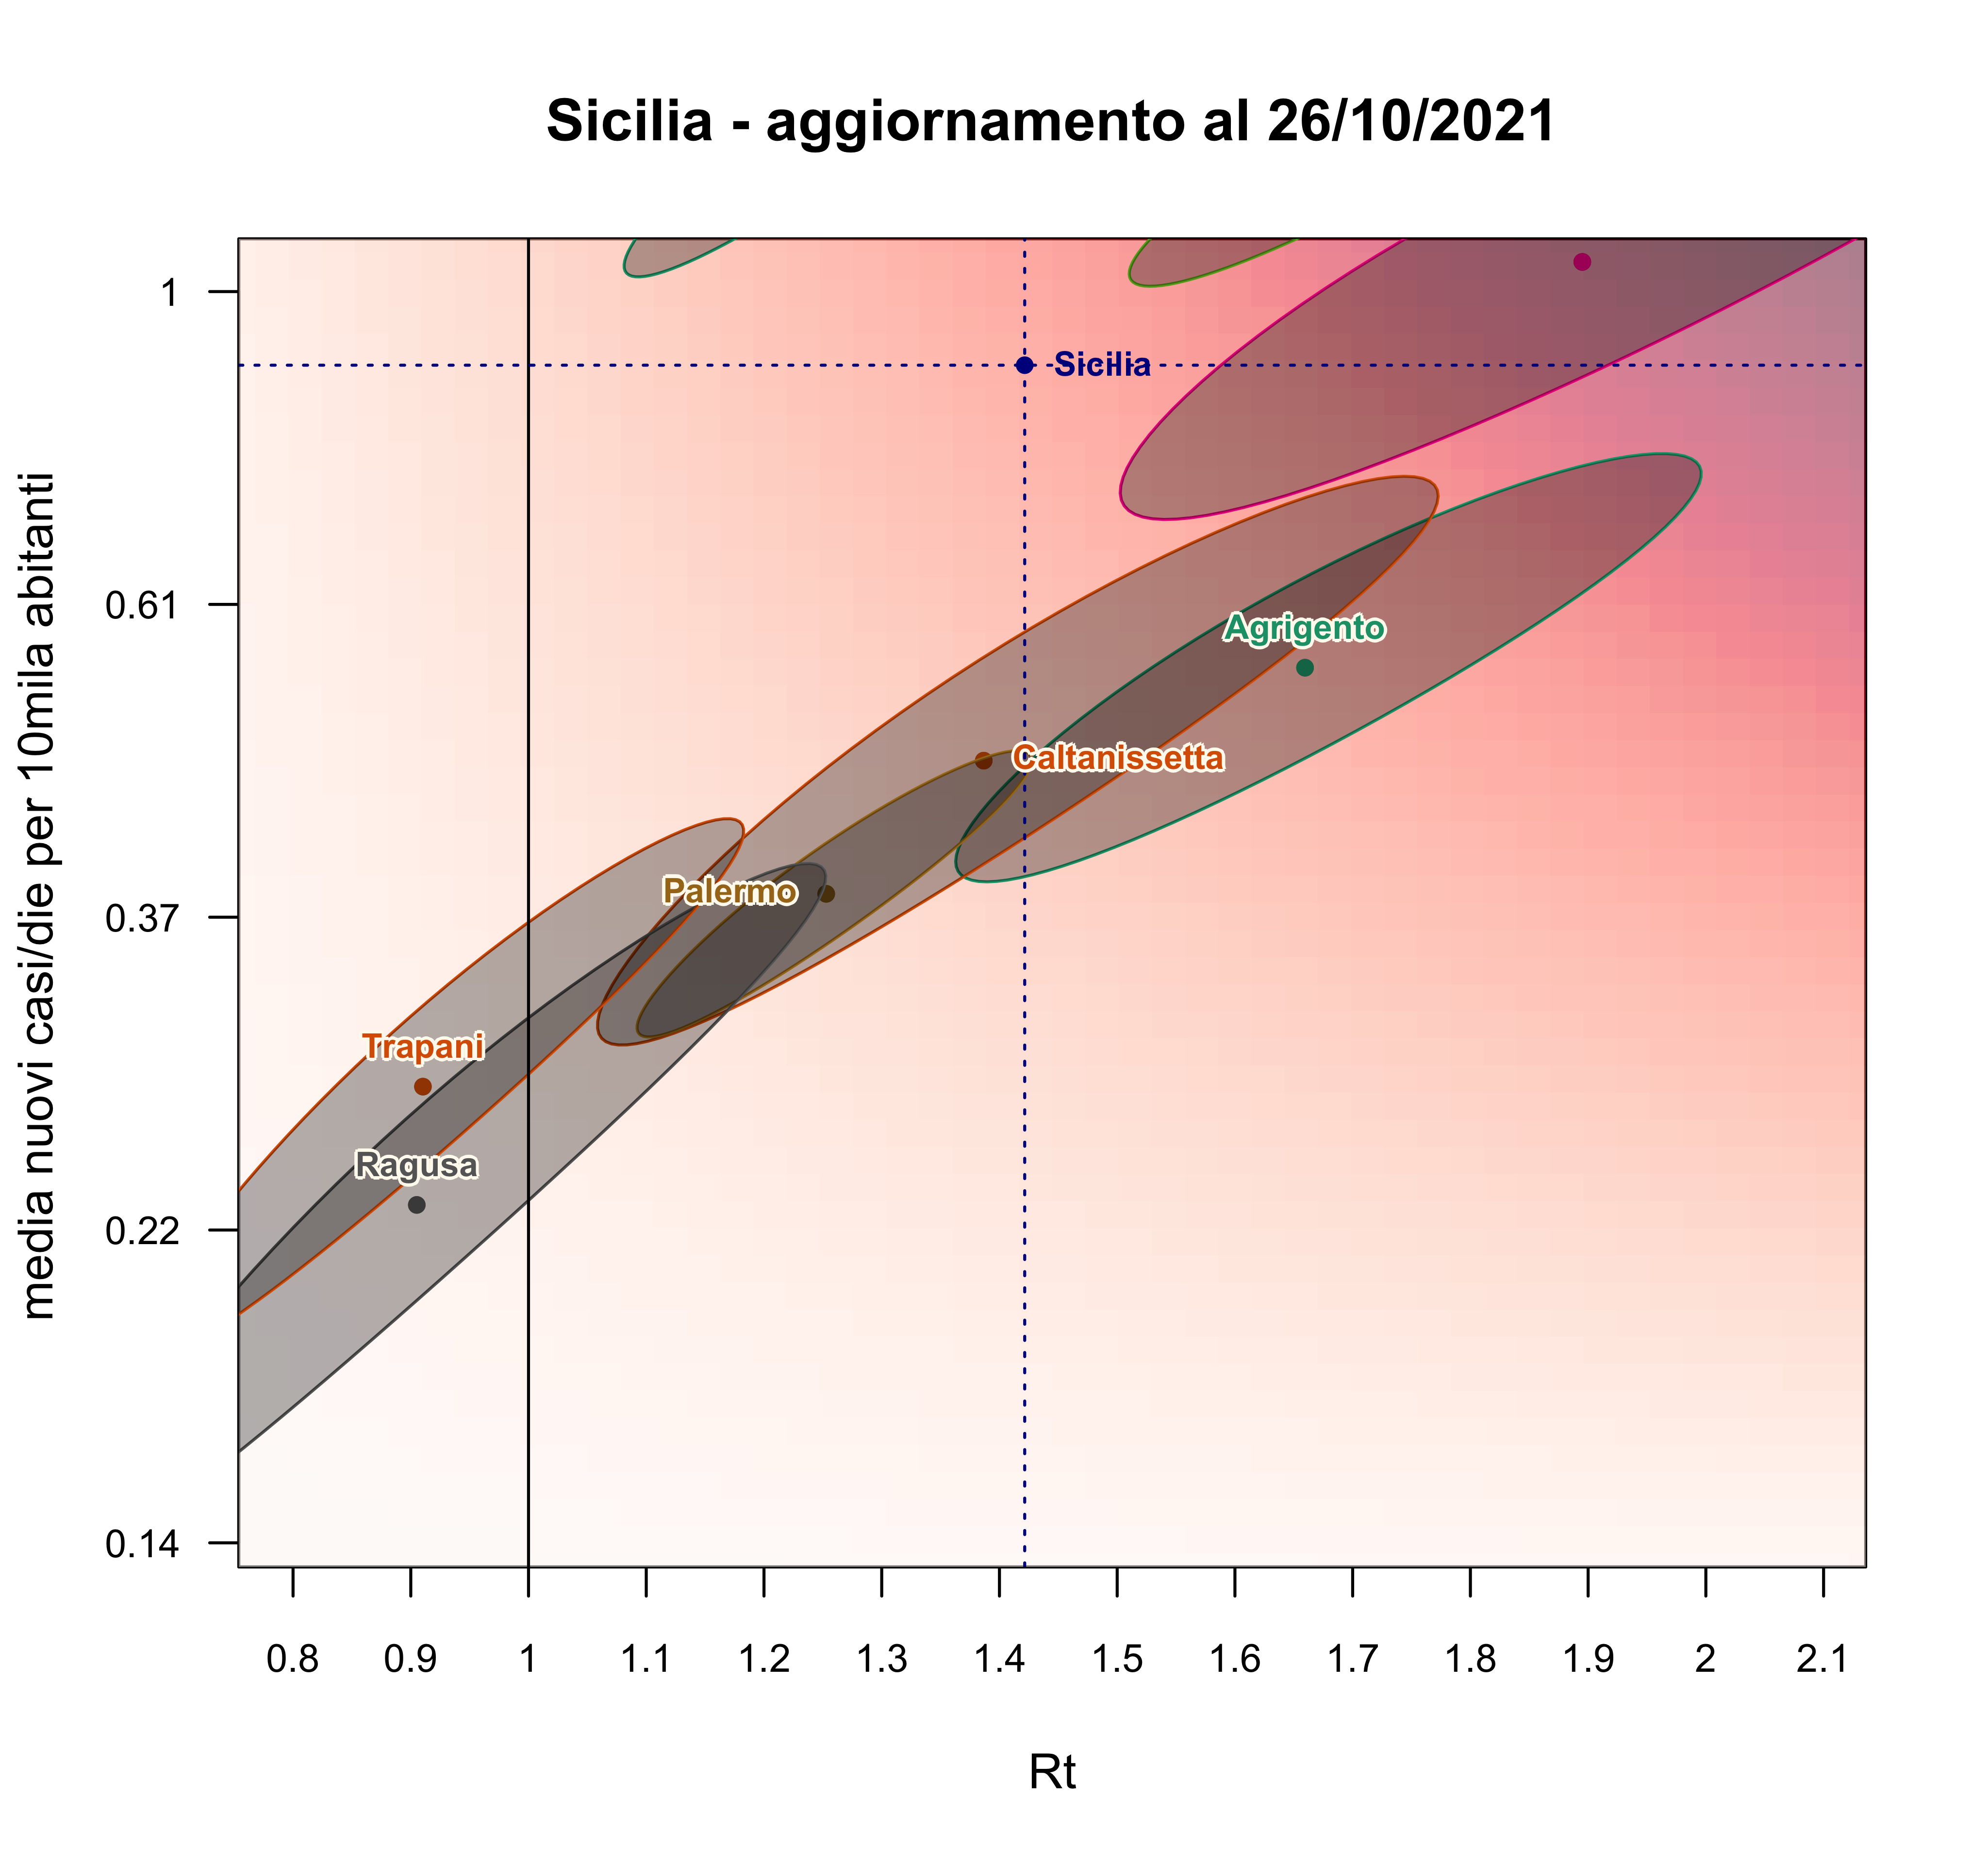 Sicilia - aggiornamento al 26/10/2021
media nuovi casi/die per 10mila abitanti
1
0.61
0.37
0.22
0.14
Sicilia
Agrigento
Caltanissetta
Palermo
Trapani
Ragusa
0.8 0.9 1 1.1 1.2 1.3 1.4 1.5 1.6 1.7 1.8 1.9 2 2.1
Rt